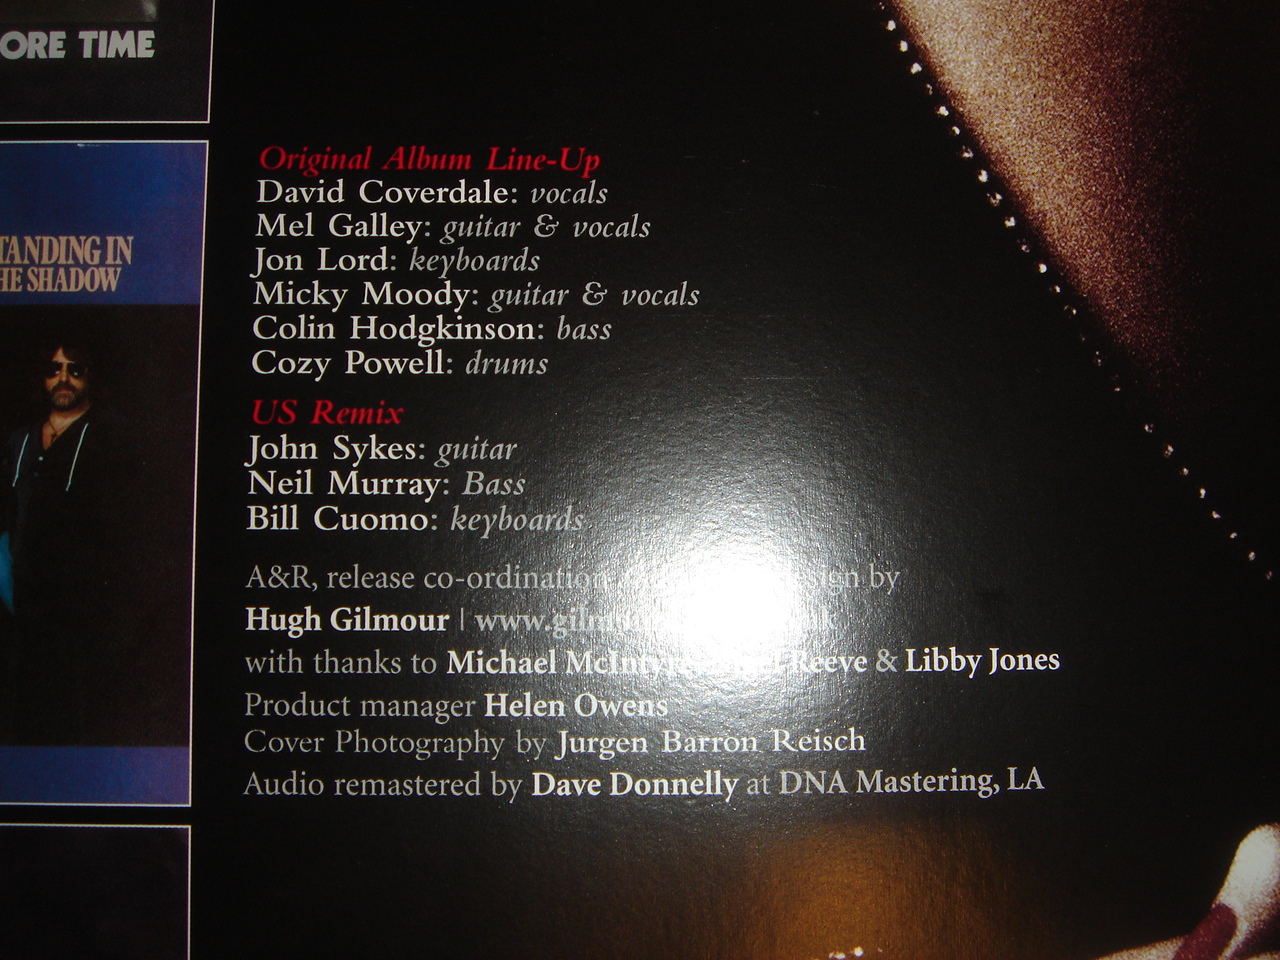 ORE TIME
TANDING IN
HE SHADOW
Original Album Line-Up
David Coverdale: vocals
Mel Galley: guitar & vocals
Jon Lord: keyboards
Micky Moody: guitar & vocals
Colin Hodgkinson: bass
Cozy Powell: drums
US Remix
John Sykes: guitar
Neil Murray: Bass
Bill Cuomo: keyboards
A&R, release co-ordination by
Hugh Gilmour |
with thanks to Michael McIntyre Reeve & Libby Jones
Product manager Helen Owens
Cover Photography by Jurgen Barron Reisch
Audio remastered by Dave Donnelly at DNA Mastering, LA